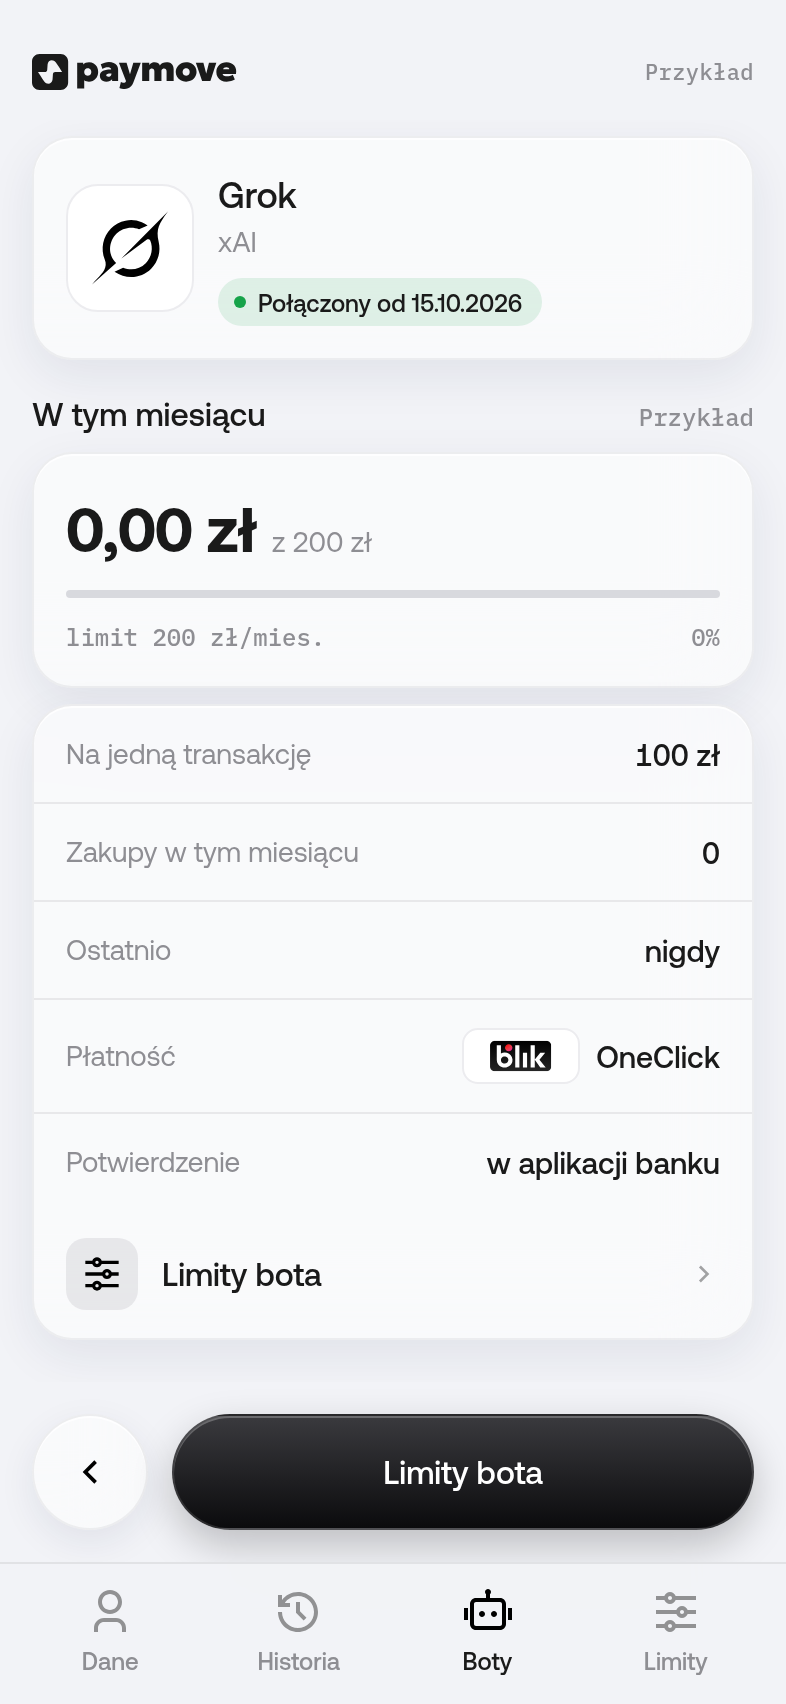 paymove
Przykład
Grok
xAI
Połączony od 15.10.2026
W tym miesiącu
Przykład
0,00 zł z 200 zł
limit 200 zł/mies.
0%
Na jedną transakcję
100 zł
Zakupy w tym miesiącu
0
Ostatnio
nigdy
Płatność
blik
OneClick
Potwierdzenie
w aplikacji banku
Limity bota
Limity bota
Dane
Historia
Boty
Limity